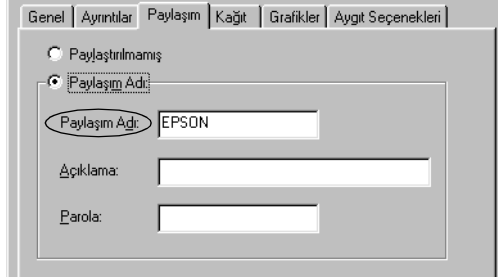 Genel Ayrıntılar Paylaşım Kağıt Grafikler Aygıt Seçenekleri
Paylaştırılmamış
Paylaşım Adı:
Paylaşım Adı: EPSON
Açıklama:
Parola: